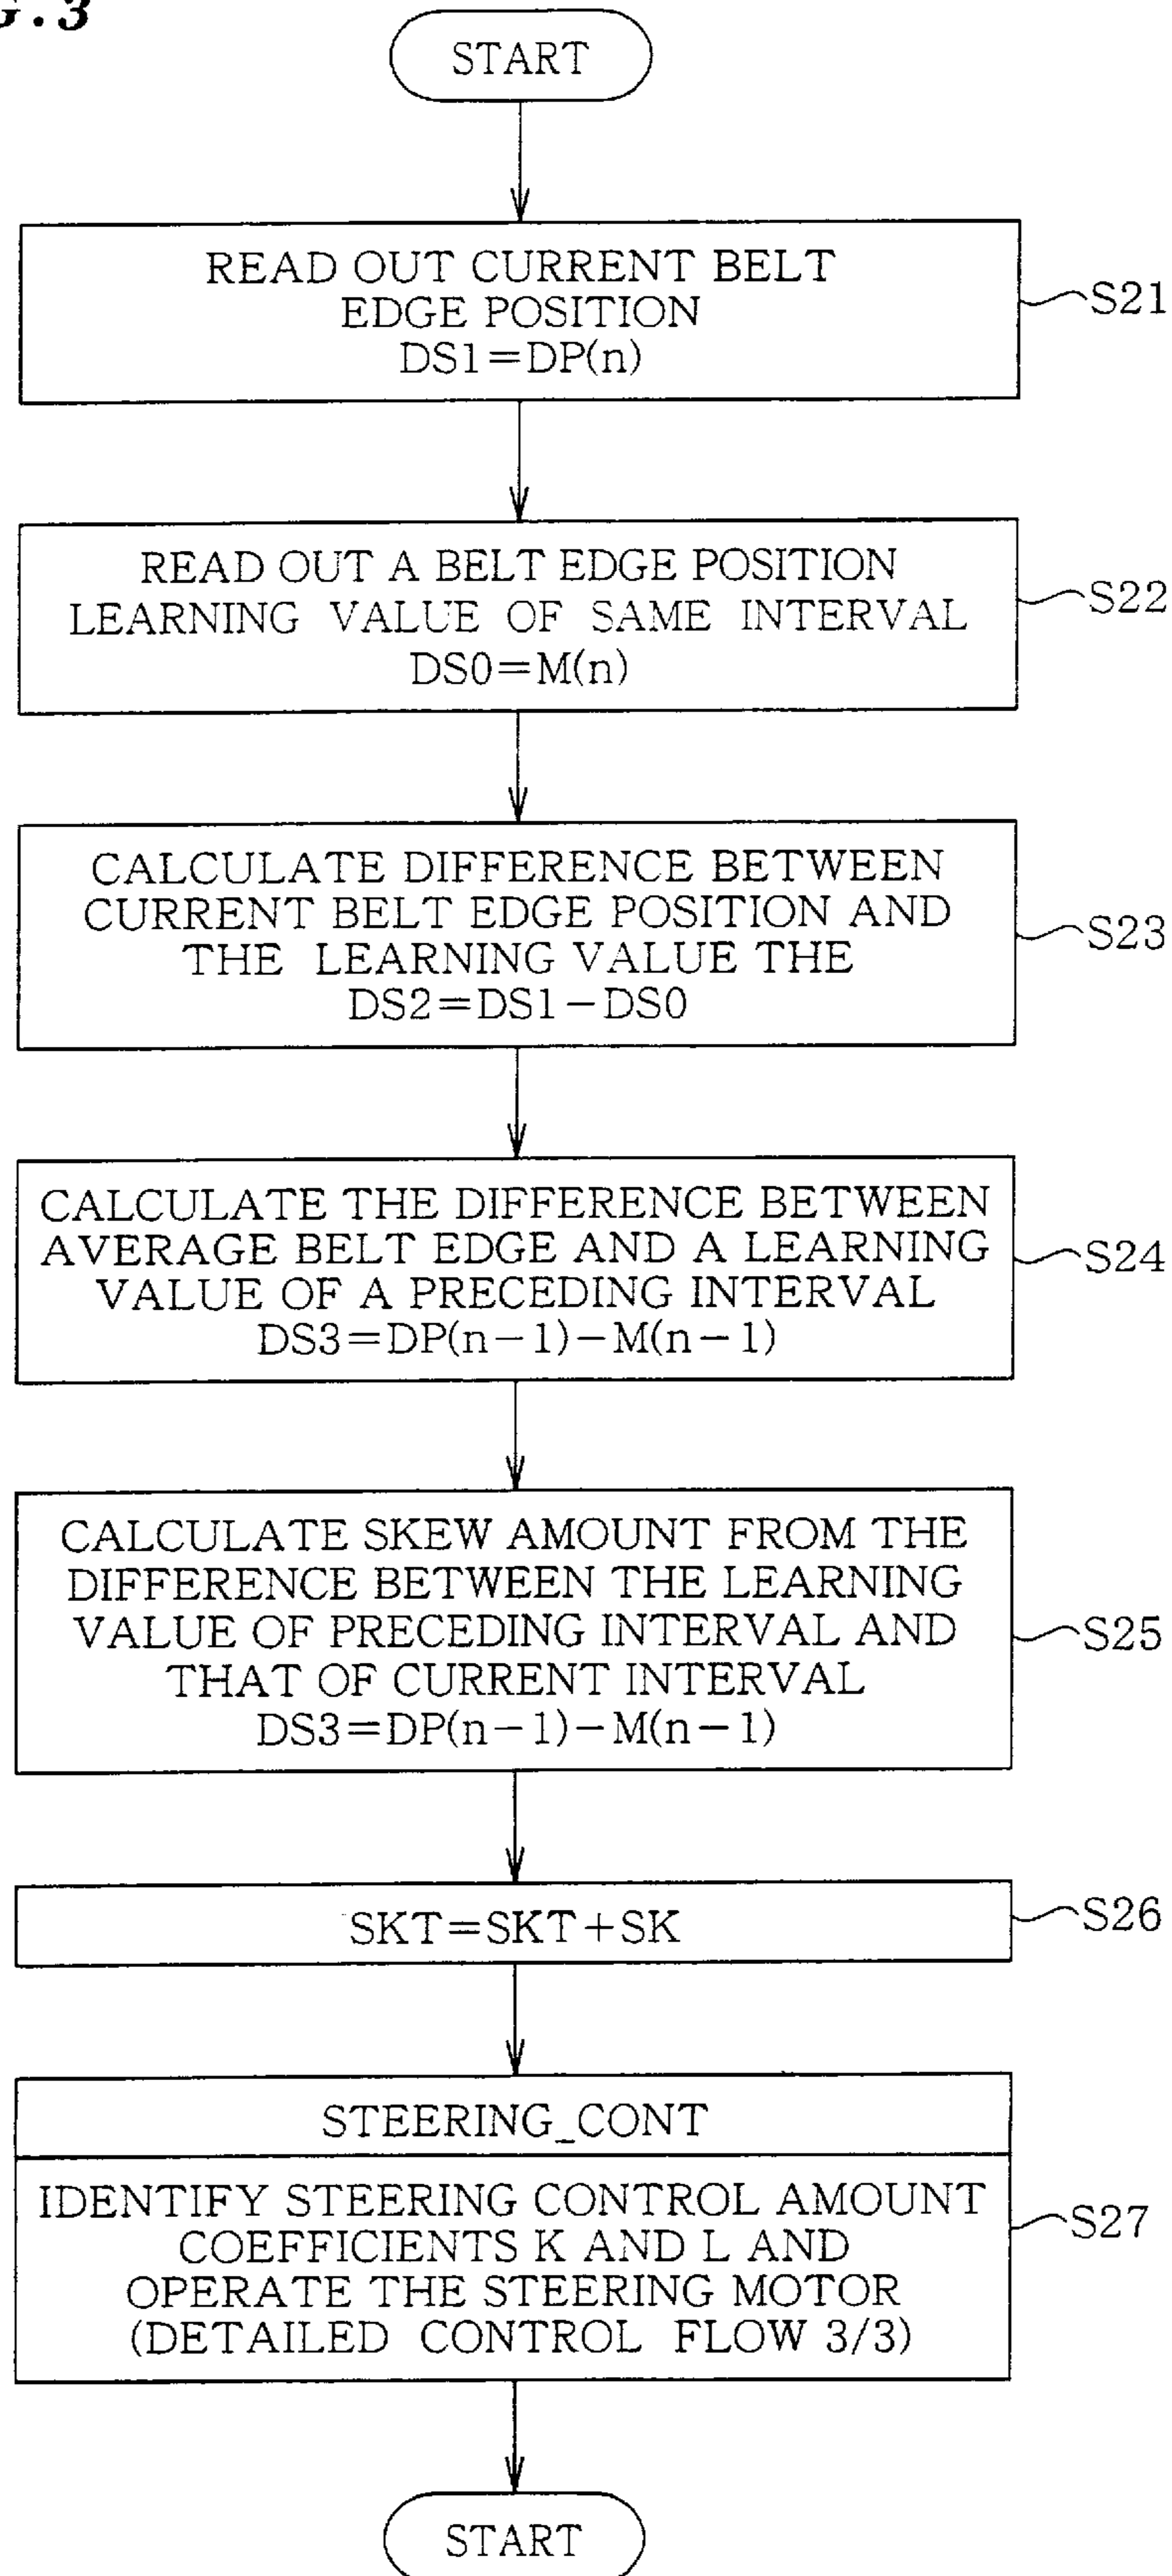 G.3
START
READ OUT CURRENT BELT
EDGE POSITION
DS1=DP(n)
S21
READ OUT A BELT EDGE POSITION
LEARNING VALUE OF SAME INTERVAL
DS0=M(n)
S22
CALCULATE DIFFERENCE BETWEEN
CURRENT BELT EDGE POSITION AND
THE LEARNING VALUE THE
DS2=DS1-DS0
S23
CALCULATE THE DIFFERENCE BETWEEN
AVERAGE BELT EDGE AND A LEARNING
VALUE OF A PRECEDING INTERVAL
DS3=DP(n-1)-M(n-1)
S24
CALCULATE SKEW AMOUNT FROM THE
DIFFERENCE BETWEEN THE LEARNING
VALUE OF PRECEDING INTERVAL AND
THAT OF CURRENT INTERVAL
DS3=DP(n-1)-M(n-1)
S25
SKT=SKT+SK
S26
STEERING_CONT
IDENTIFY STEERING CONTROL AMOUNT
COEFFICIENTS K AND L AND
OPERATE THE STEERING MOTOR
(DETAILED CONTROL FLOW 3/3)
S27
START